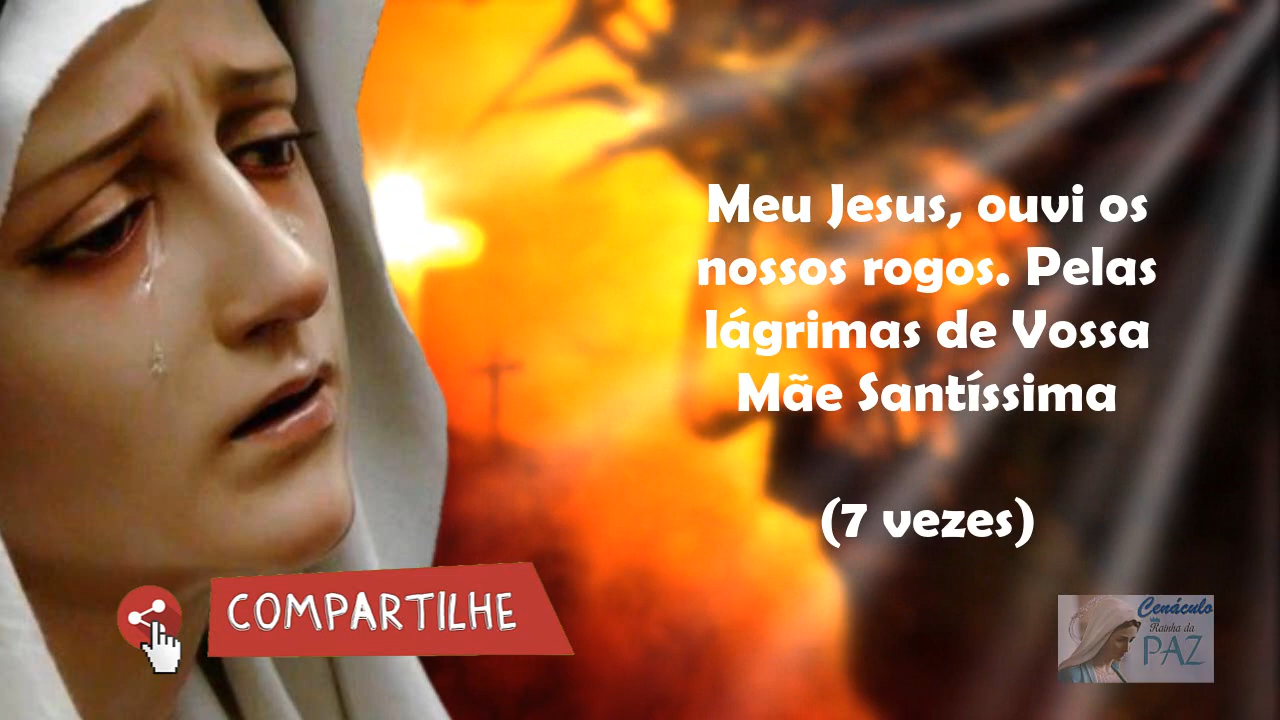 Meu Jesus, ouvi os
nossos rogos. Pelas
lágrimas de Vossa
Mãe Santíssima
(7 vezes)
COMPARTILHE
Cenáculo
Rainha da
PAZ